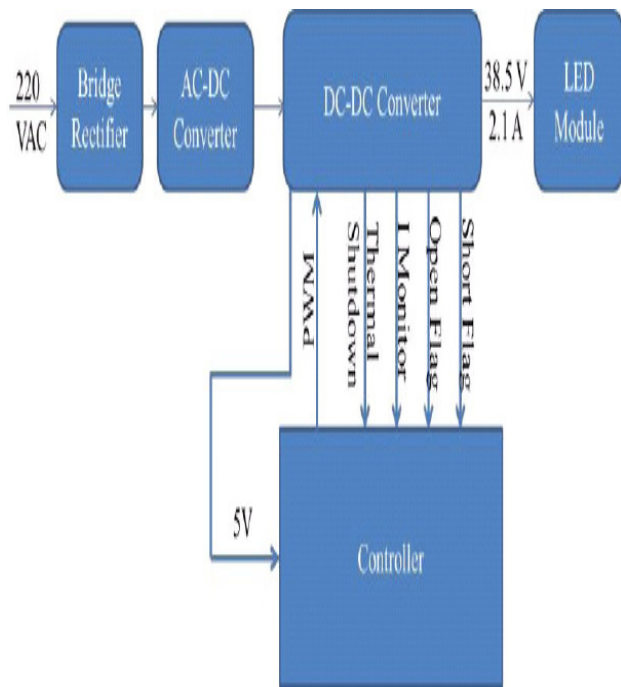 220
VAC
Bridge
Rectifier
AC-DC
Converter
DC-DC Converter
38.5 V
2.1 A
LED
Module
PWM
Thermal
Shutdown
I Monitor
Open Flag
Short Flag
5V
Controller